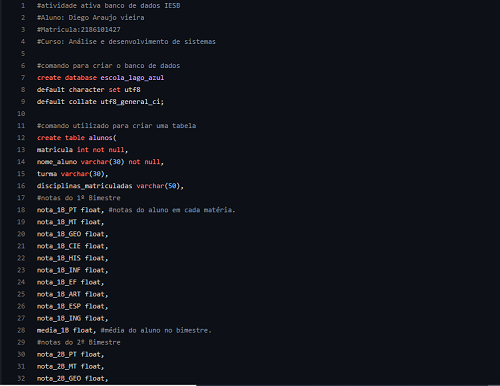 1 #atividade ativa banco de dados IESB
2 #Aluno: Diego Araujo vieira
3 #Matricula:2186101427
4 #Curso: Análise e desenvolvimento de sistemas
5
6 #comando para criar o banco de dados
7 create database escola_lago_azul
8 default character set utf8
9 default collate utf8_general_ci;
10
11 #comando utilizado para criar uma tabela
12 create table alunos(
13 matricula int not null,
14 nome_aluno varchar(30) not null,
15 turma varchar(30),
16 disciplinas_matriculadas varchar(50),
17 #notas do 1º Bimestre
18 nota_1B_PT float, #notas do aluno em cada matéria.
19 nota_1B_MT float,
20 nota_1B_GEO float,
21 nota_1B_CIE float,
22 nota_1B_HIS float,
23 nota_1B_INF float,
24 nota_1B_EF float,
25 nota_1B_ART float,
26 nota_1B_ESP float,
27 nota_1B_ING float,
28 media_1B float, #média do aluno no bimestre.
29 #notas do 2º Bimestre
30 nota_2B_PT float,
31 nota_2B_MT float,
32 nota_2B_GEO float,